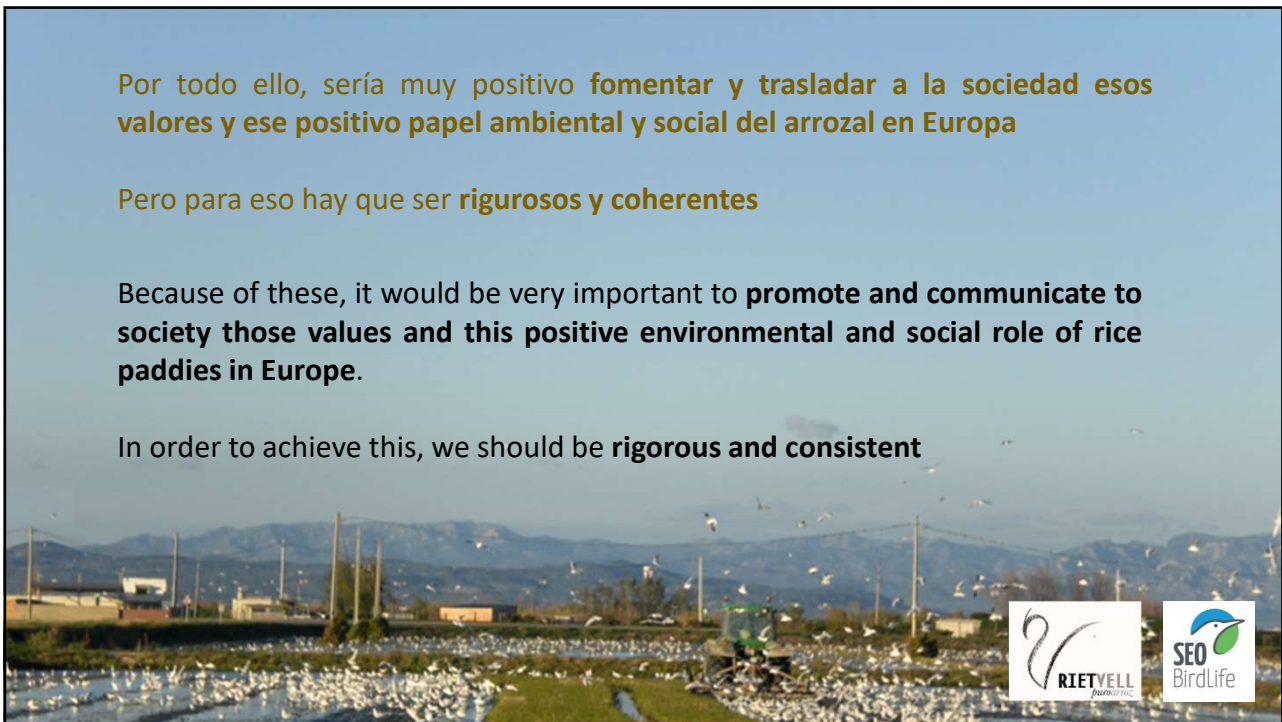 Por todo ello, sería muy positivo fomentar y trasladar a la sociedad esos
valores y ese positivo papel ambiental y social del arrozal en Europa
Pero para eso hay que ser rigurosos y coherentes
Because of these, it would be very important to promote and communicate to
society those values and this positive environmental and social role of rice
paddies in Europe.
In order to achieve this, we should be rigorous and consistent
RIETVELL
puroarroz
SEO
BirdLife